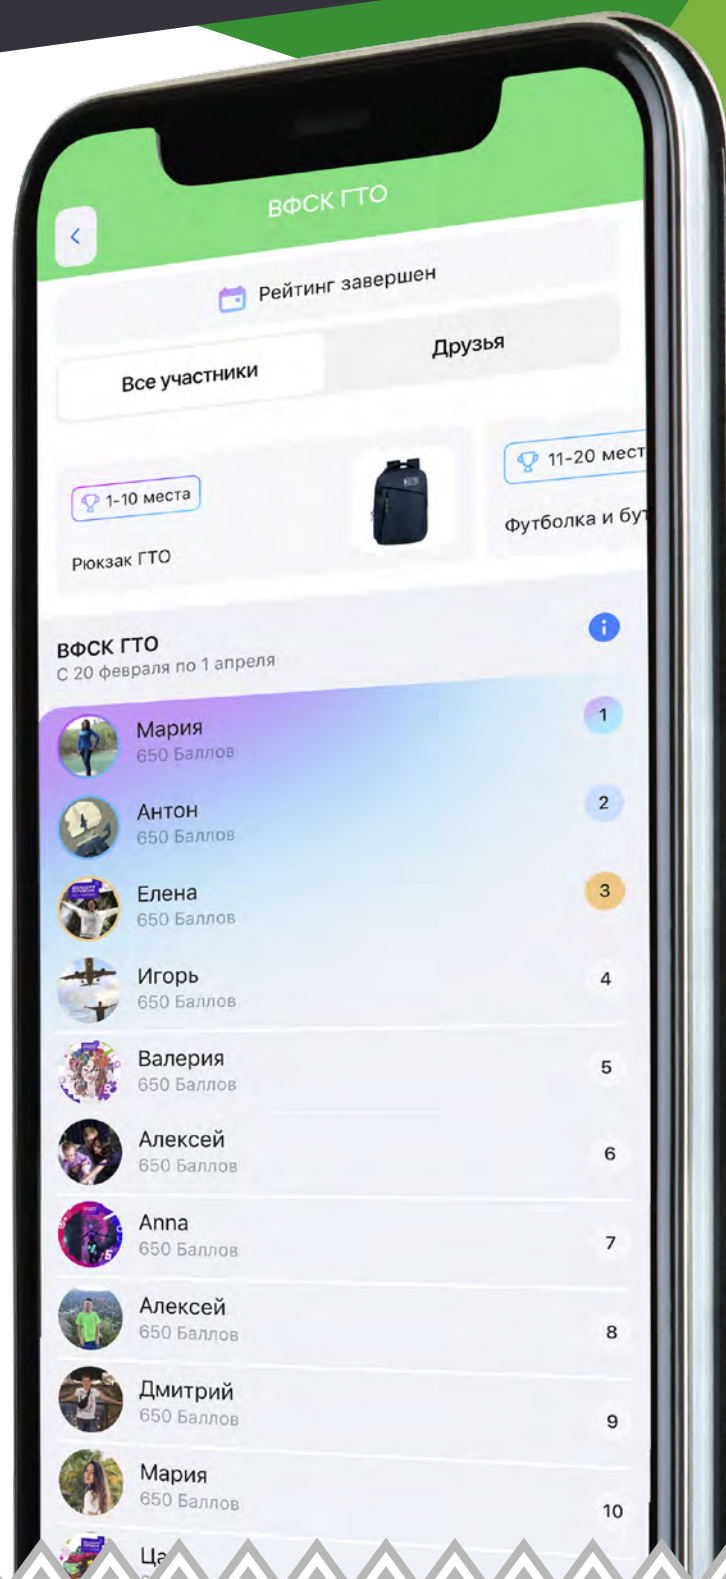 ВФСК ГТО
Рейтинг завершен
Все участники
Друзья
1-10 места
Рюкзак ГТО
11-20 мест
Футболка и бут
ВФСК ГТО
С 20 февраля по 1 апреля
Мария
650 Баллов
1
Антон
650 Баллов
2
Елена
650 Баллов
3
Игорь
650 Баллов
4
Валерия
650 Баллов
5
Алексей
650 Баллов
6
Anna
650 Баллов
7
Алексей
650 Баллов
8
Дмитрий
650 Баллов
9
Мария
650 Баллов
10